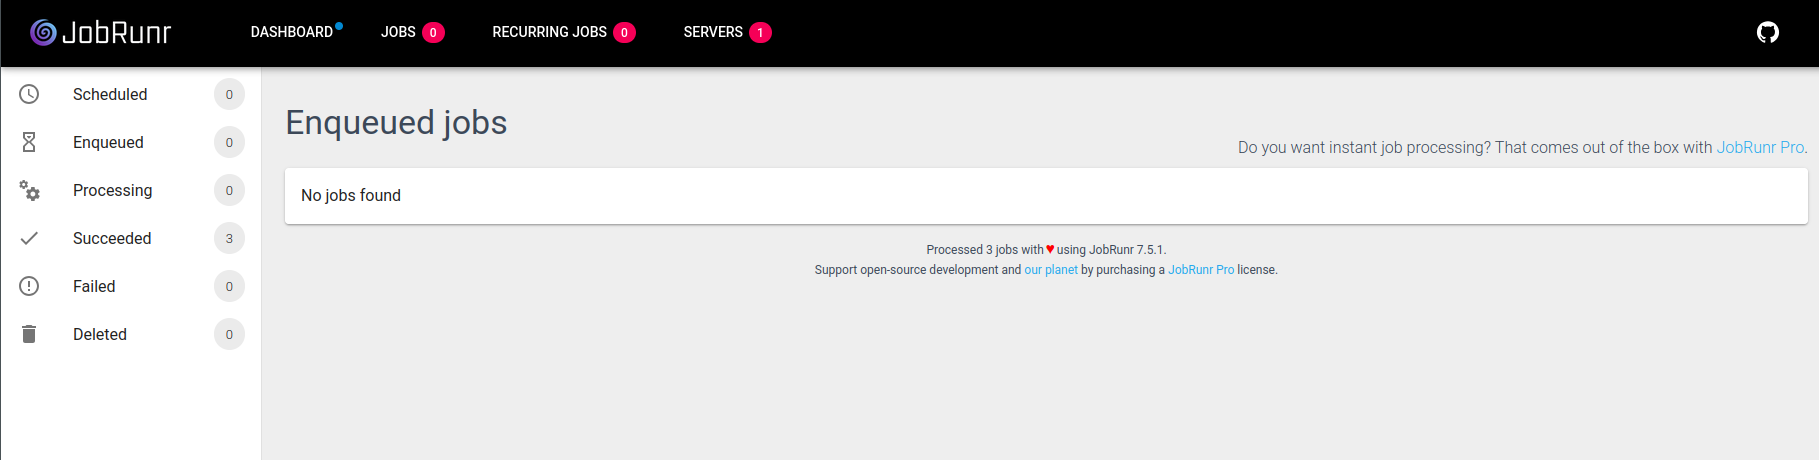 JobRunr DASHBOARD JOBS 0 RECURRING JOBS 0 SERVERS 1
Scheduled 0
Enqueued 0
Processing 0
Succeeded 3
Failed 0
Deleted 0
Enqueued jobs
Do you want instant job processing? That comes out of the box with JobRunr Pro.
No jobs found
Processed 3 jobs with ♥ using JobRunr 7.5.1.
Support open-source development and our planet by purchasing a JobRunr Pro license.